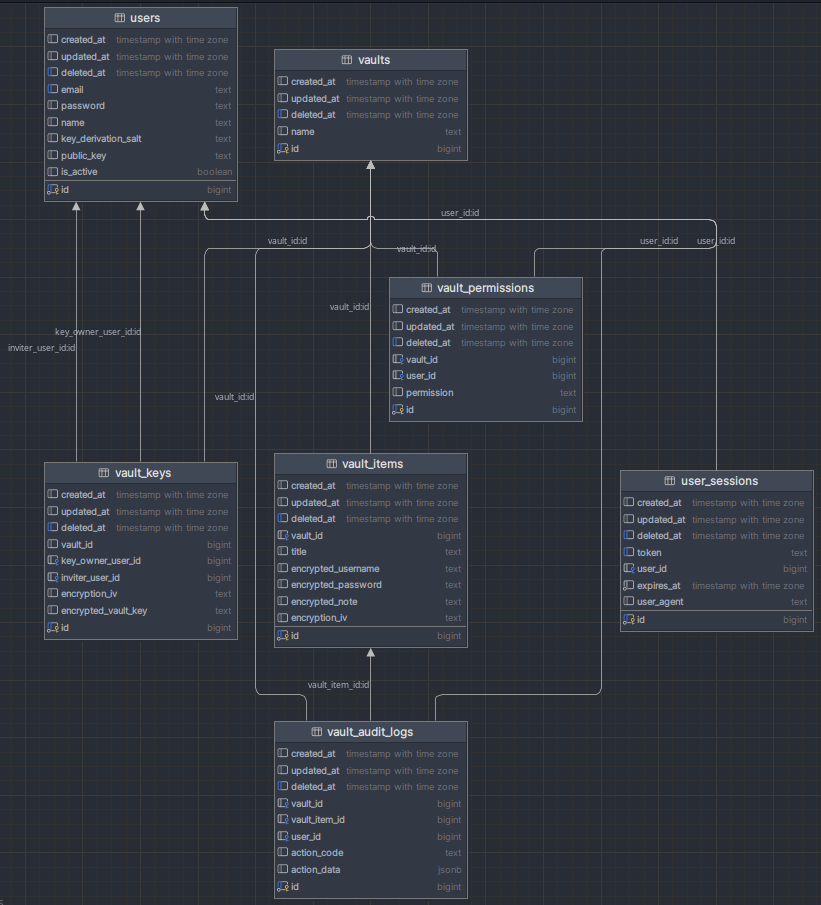 users
created_at timestamp with time zone
updated_at timestamp with time zone
deleted_at timestamp with time zone
email text
password text
name text
key_derivation_salt text
public_key text
is_active boolean
id bigint
vaults
created_at timestamp with time zone
updated_at timestamp with time zone
deleted_at timestamp with time zone
name text
id bigint
user_id:id
vault_id:id
vault_id:id
user_id:id
user_id:id
vault_permissions
created_at timestamp with time zone
updated_at timestamp with time zone
deleted_at timestamp with time zone
vault_id bigint
user_id bigint
permission text
id bigint
vault_id:id
key_owner_user_id:id
inviter_user_id:id
vault_id:id
vault_keys
created_at timestamp with time zone
updated_at timestamp with time zone
deleted_at timestamp with time zone
vault_id bigint
key_owner_user_id bigint
inviter_user_id bigint
encryption_iv text
encrypted_vault_key text
id bigint
vault_items
created_at timestamp with time zone
updated_at timestamp with time zone
deleted_at timestamp with time zone
vault_id bigint
title text
encrypted_username text
encrypted_password text
encrypted_note text
encryption_iv text
id bigint
user_sessions
created_at timestamp with time zone
updated_at timestamp with time zone
deleted_at timestamp with time zone
token text
user_id bigint
expires_at timestamp with time zone
user_agent text
id bigint
vault_item_id:id
vault_audit_logs
created_at timestamp with time zone
updated_at timestamp with time zone
deleted_at timestamp with time zone
vault_id bigint
vault_item_id bigint
user_id bigint
action_code text
action_data jsonb
id bigint